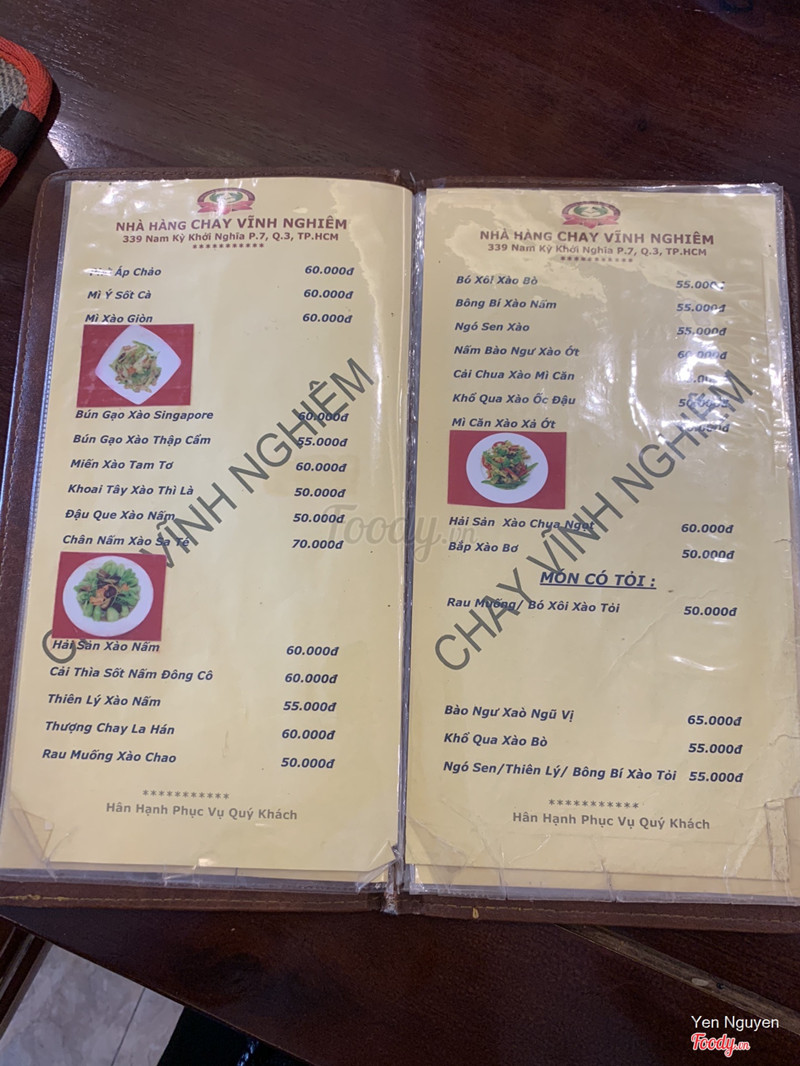 NHÀ HÀNG CHAY VĨNH NGHIÊM
339 Nam Kỳ Khởi Nghĩa P.7, Q.3, TP.HCM
***********
Áp Chảo 60.000đ
Mì Ý Sốt Cà 60.000đ
Mì Xào Giòn 60.000đ
Bún Gạo Xào Singapore 60.000đ
Bún Gạo Xào Thập Cẩm 55.000đ
Miến Xào Tam Tơ 60.000đ
Khoai Tây Xào Thì Là 50.000đ
Đậu Que Xào Nấm 50.000đ
Chân Nấm Xào Sa Tế 70.000đ
Hải Sản Xào Nấm 60.000đ
Cải Thìa Sốt Nấm Đông Cô 60.000đ
Thiên Lý Xào Nấm 55.000đ
Thượng Chay La Hán 60.000đ
Rau Muống Xào Chao 50.000đ
***********
Hân Hạnh Phục Vụ Quý Khách
VĨNH NGHIÊM
NHÀ HÀNG CHAY VĨNH NGHIÊM
339 Nam Kỳ Khởi Nghĩa P.7, Q.3, TP.HCM
***********
Bó Xôi Xào Bò 55.000đ
Bông Bí Xào Nấm 55.000đ
Ngó Sen Xào 55.000đ
Nấm Bào Ngư Xào Ớt 60.000đ
Cải Chua Xào Mì Căn
Khổ Qua Xào Ốc Đậu 50.000đ
Mì Căn Xào Xả Ớt
Hải Sản Xào Chua Ngọt 60.000đ
Bắp Xào Bơ 50.000đ
MÓN CÓ TỎI :
Rau Muống/ Bó Xôi Xào Tỏi 50.000đ
Bào Ngư Xaò Ngũ Vị 65.000đ
Khổ Qua Xào Bò 55.000đ
Ngó Sen/Thiên Lý/ Bông Bí Xào Tỏi 55.000đ
***********
Hân Hạnh Phục Vụ Quý Khách
CHAY VĨNH NGHIÊM
Foody.vn
Yen Nguyen
Foody.vn